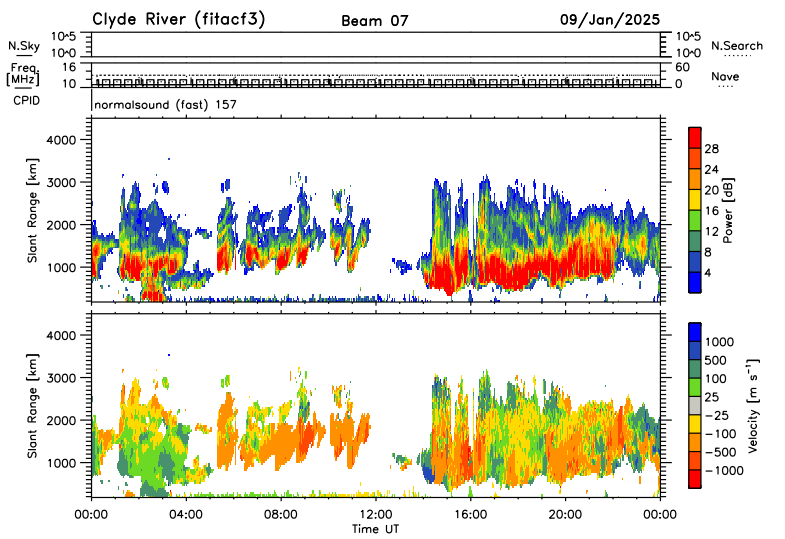 Clyde River (fitacf3) Beam 07 09/Jan/2025
10^5 10^5
N.Sky N.Search
10^0 10^0
Freq. 16 60
[MHz] Nave
10 0
CPID normalsound (fast) 157
4000
3000
2000
1000
Slant Range [km]
28
24
20
16
12
8
4
Power [dB]
4000
3000
2000
1000
Slant Range [km]
1000
500
100
25
-25
-100
-500
-1000
Velocity [m s⁻¹]
00:00 04:00 08:00 12:00 16:00 20:00 00:00
Time UT